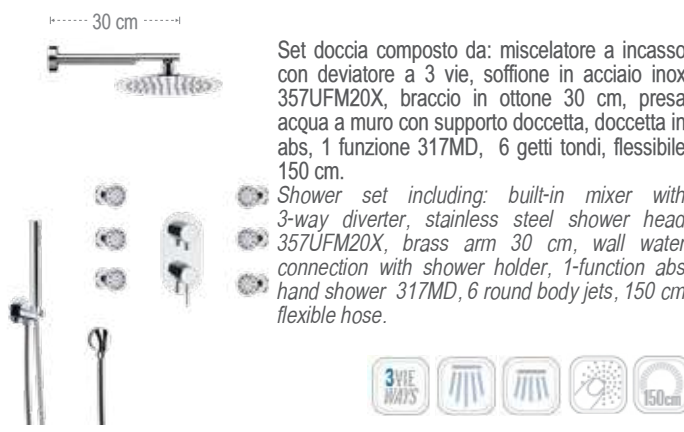 30 cm
Set doccia composto da: miscelatore a incasso
con deviatore a 3 vie, soffione in acciaio inox
357UFM20X, braccio in ottone 30 cm, presa
acqua a muro con supporto doccetta, doccetta in
abs, 1 funzione 317MD, 6 getti tondi, flessibile
150 cm.
Shower set including: built-in mixer with
3-way diverter, stainless steel shower head
357UFM20X, brass arm 30 cm, wall water
connection with shower holder, 1-function abs
hand shower 317MD, 6 round body jets, 150 cm
flexible hose.
3 VIE
WAYS
150cm